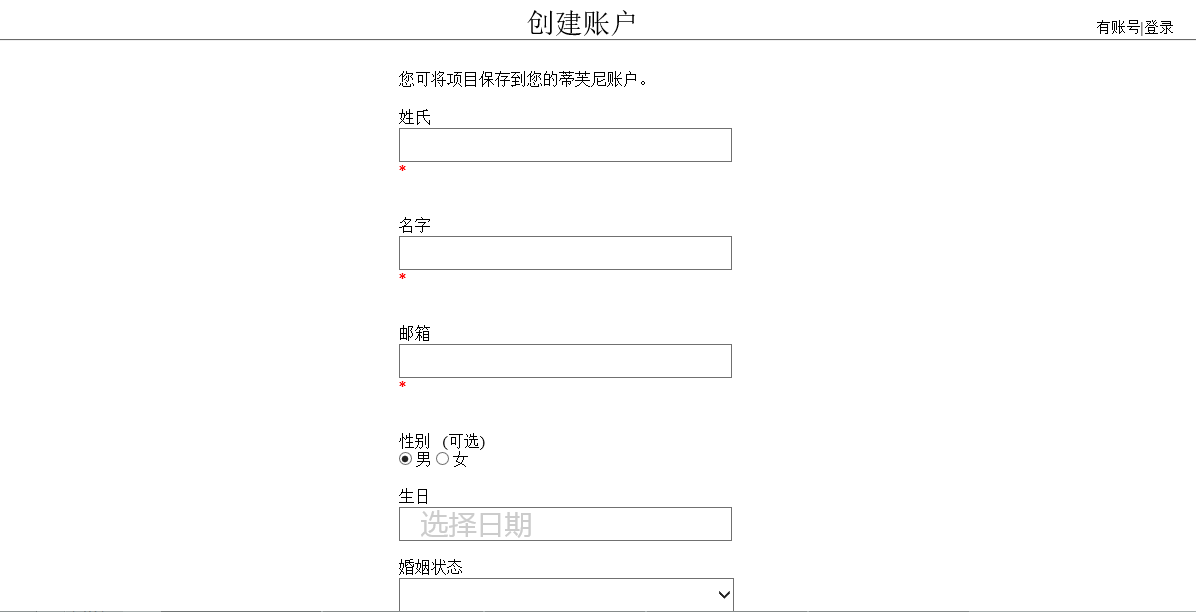 创建账户
有账号|登录
您可将项目保存到您的蒂芙尼账户。
姓氏
*
名字
*
邮箱
*
性别 (可选)
男 女
生日
选择日期
婚姻状态